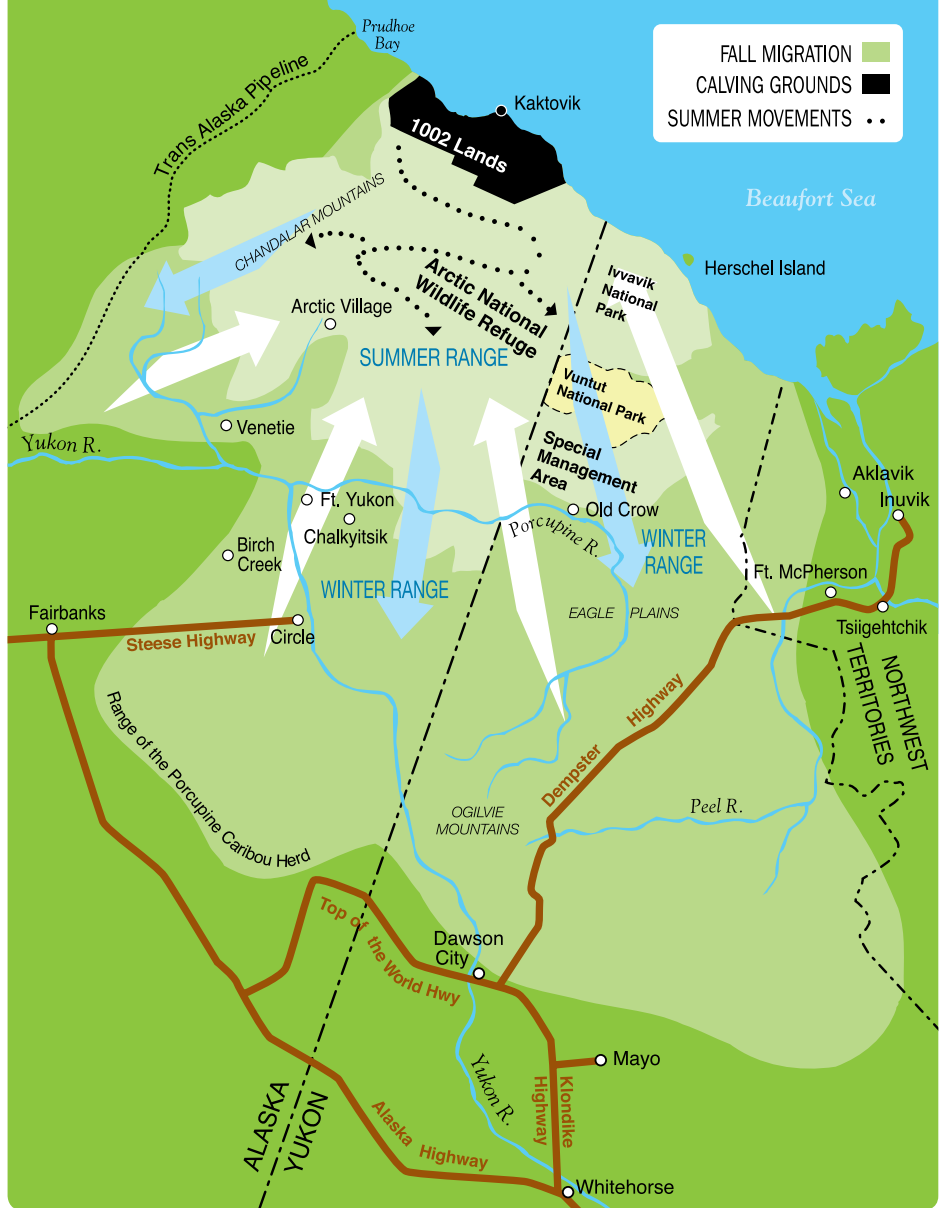 Prudhoe
Bay
FALL MIGRATION
CALVING GROUNDS
SUMMER MOVEMENTS
Trans Alaska Pipeline
Kaktovik
1002 Lands
Beaufort Sea
CHANDALAR MOUNTAINS
Arctic National
Wildlife Refuge
Ivvavik
National
Park
Herschel Island
Arctic Village
SUMMER RANGE
Vuntut
National Park
Venetie
Yukon R.
Special
Management
Area
Aklavik
Inuvik
Ft. Yukon
Chalkyitsik
Old Crow
Porcupine R.
Birch
Creek
WINTER RANGE
WINTER
RANGE
Ft. McPherson
Fairbanks
Steese Highway
Circle
EAGLE PLAINS
Tsiigehtchik
NORTHWEST
TERRITORIES
Range of the Porcupine Caribou Herd
Dempster Highway
OGILVIE
MOUNTAINS
Peel R.
Top of the World Hwy
Dawson
City
Yukon R.
Mayo
Klondike
Highway
ALASKA
YUKON
Alaska Highway
Whitehorse